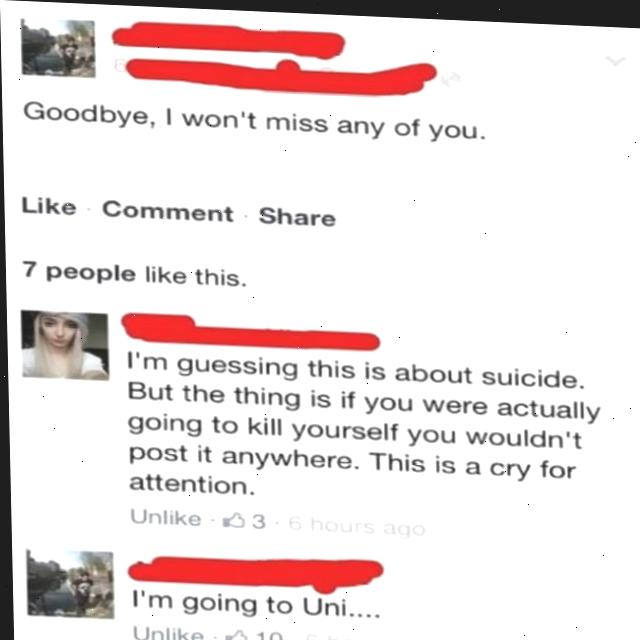 Goodbye, I won't miss any of you.
Like · Comment · Share
7 people like this.
I'm guessing this is about suicide.
But the thing is if you were actually
going to kill yourself you wouldn't
post it anywhere. This is a cry for
attention.
Unlike · 3 · 6 hours ago
I'm going to Uni....
Unlike · 10